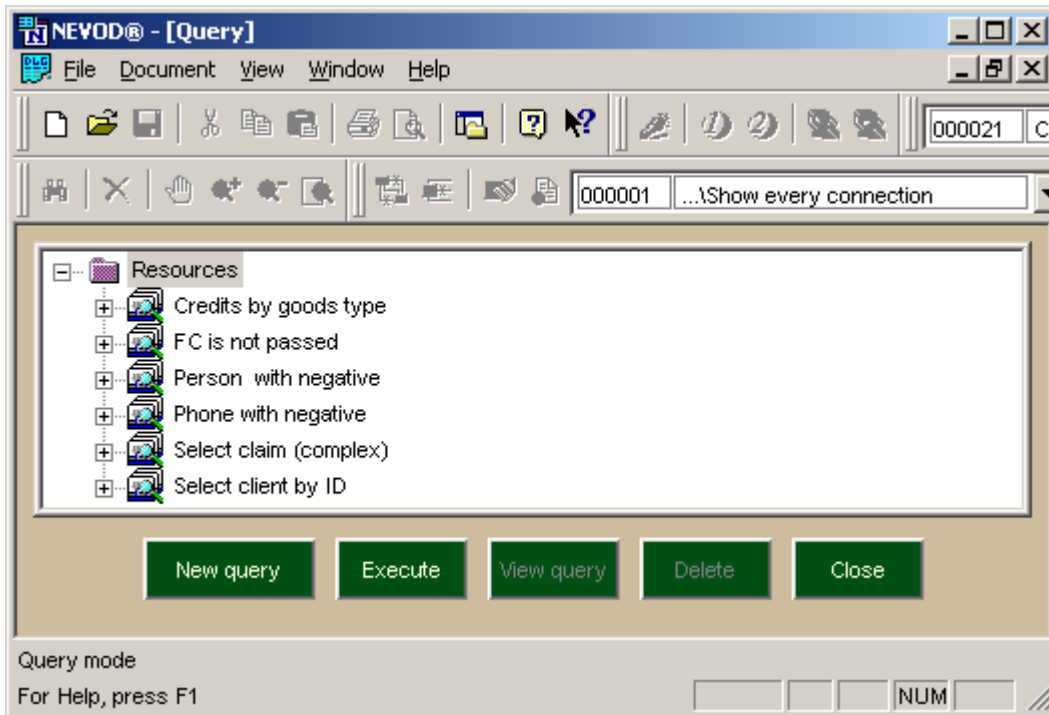 NEVOD® - [Query]
File Document View Window Help
000021 C
000001 ...\Show every connection
Resources
Credits by goods type
FC is not passed
Person  with negative
Phone with negative
Select claim (complex)
Select client by ID
New query Execute View query Delete Close
Query mode
For Help, press F1 NUM